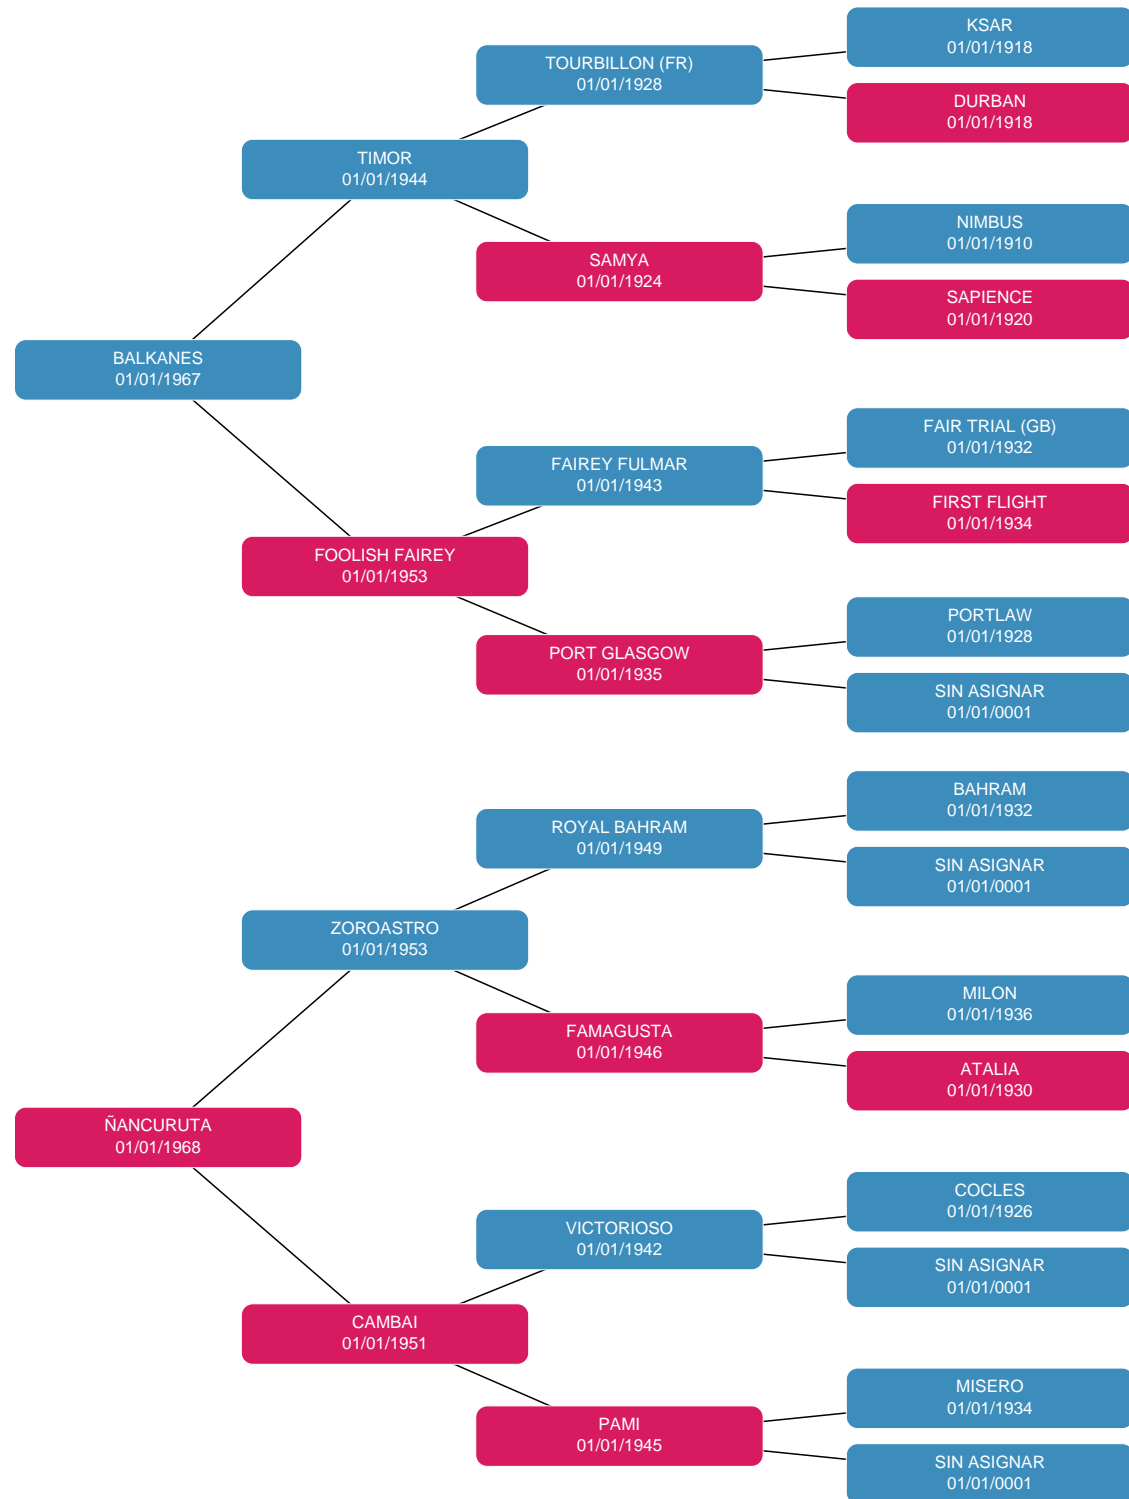 KSAR
01/01/1918
TOURBILLON (FR)
01/01/1928
DURBAN
01/01/1918
TIMOR
01/01/1944
NIMBUS
01/01/1910
SAMYA
01/01/1924
SAPIENCE
01/01/1920
BALKANES
01/01/1967
FAIR TRIAL (GB)
01/01/1932
FAIREY FULMAR
01/01/1943
FIRST FLIGHT
01/01/1934
FOOLISH FAIREY
01/01/1953
PORTLAW
01/01/1928
PORT GLASGOW
01/01/1935
SIN ASIGNAR
01/01/0001
BAHRAM
01/01/1932
ROYAL BAHRAM
01/01/1949
SIN ASIGNAR
01/01/0001
ZOROASTRO
01/01/1953
MILON
01/01/1936
FAMAGUSTA
01/01/1946
ATALIA
01/01/1930
ÑANCURUTA
01/01/1968
COCLES
01/01/1926
VICTORIOSO
01/01/1942
SIN ASIGNAR
01/01/0001
CAMBAI
01/01/1951
MISERO
01/01/1934
PAMI
01/01/1945
SIN ASIGNAR
01/01/0001